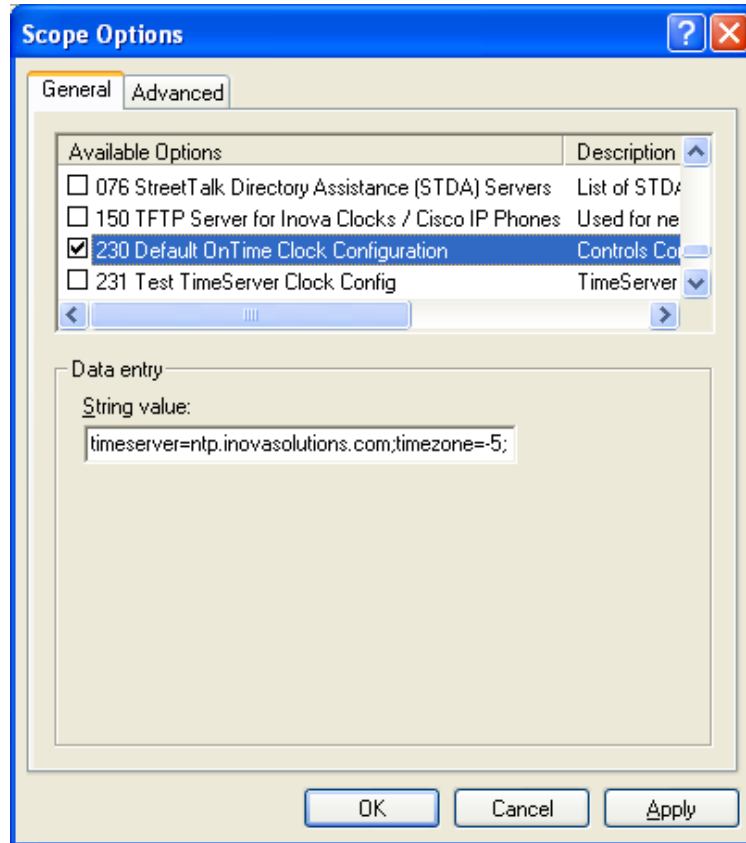 Scope Options
General Advanced
Available Options Description
076 StreetTalk Directory Assistance (STDA) Servers List of STDA
150 TFTP Server for Inova Clocks / Cisco IP Phones Used for ne
230 Default OnTime Clock Configuration Controls Co
231 Test TimeServer Clock Config TimeServer
Data entry
String value:
timeserver=ntp.inovasolutions.com;timezone=-5;
OK Cancel Apply